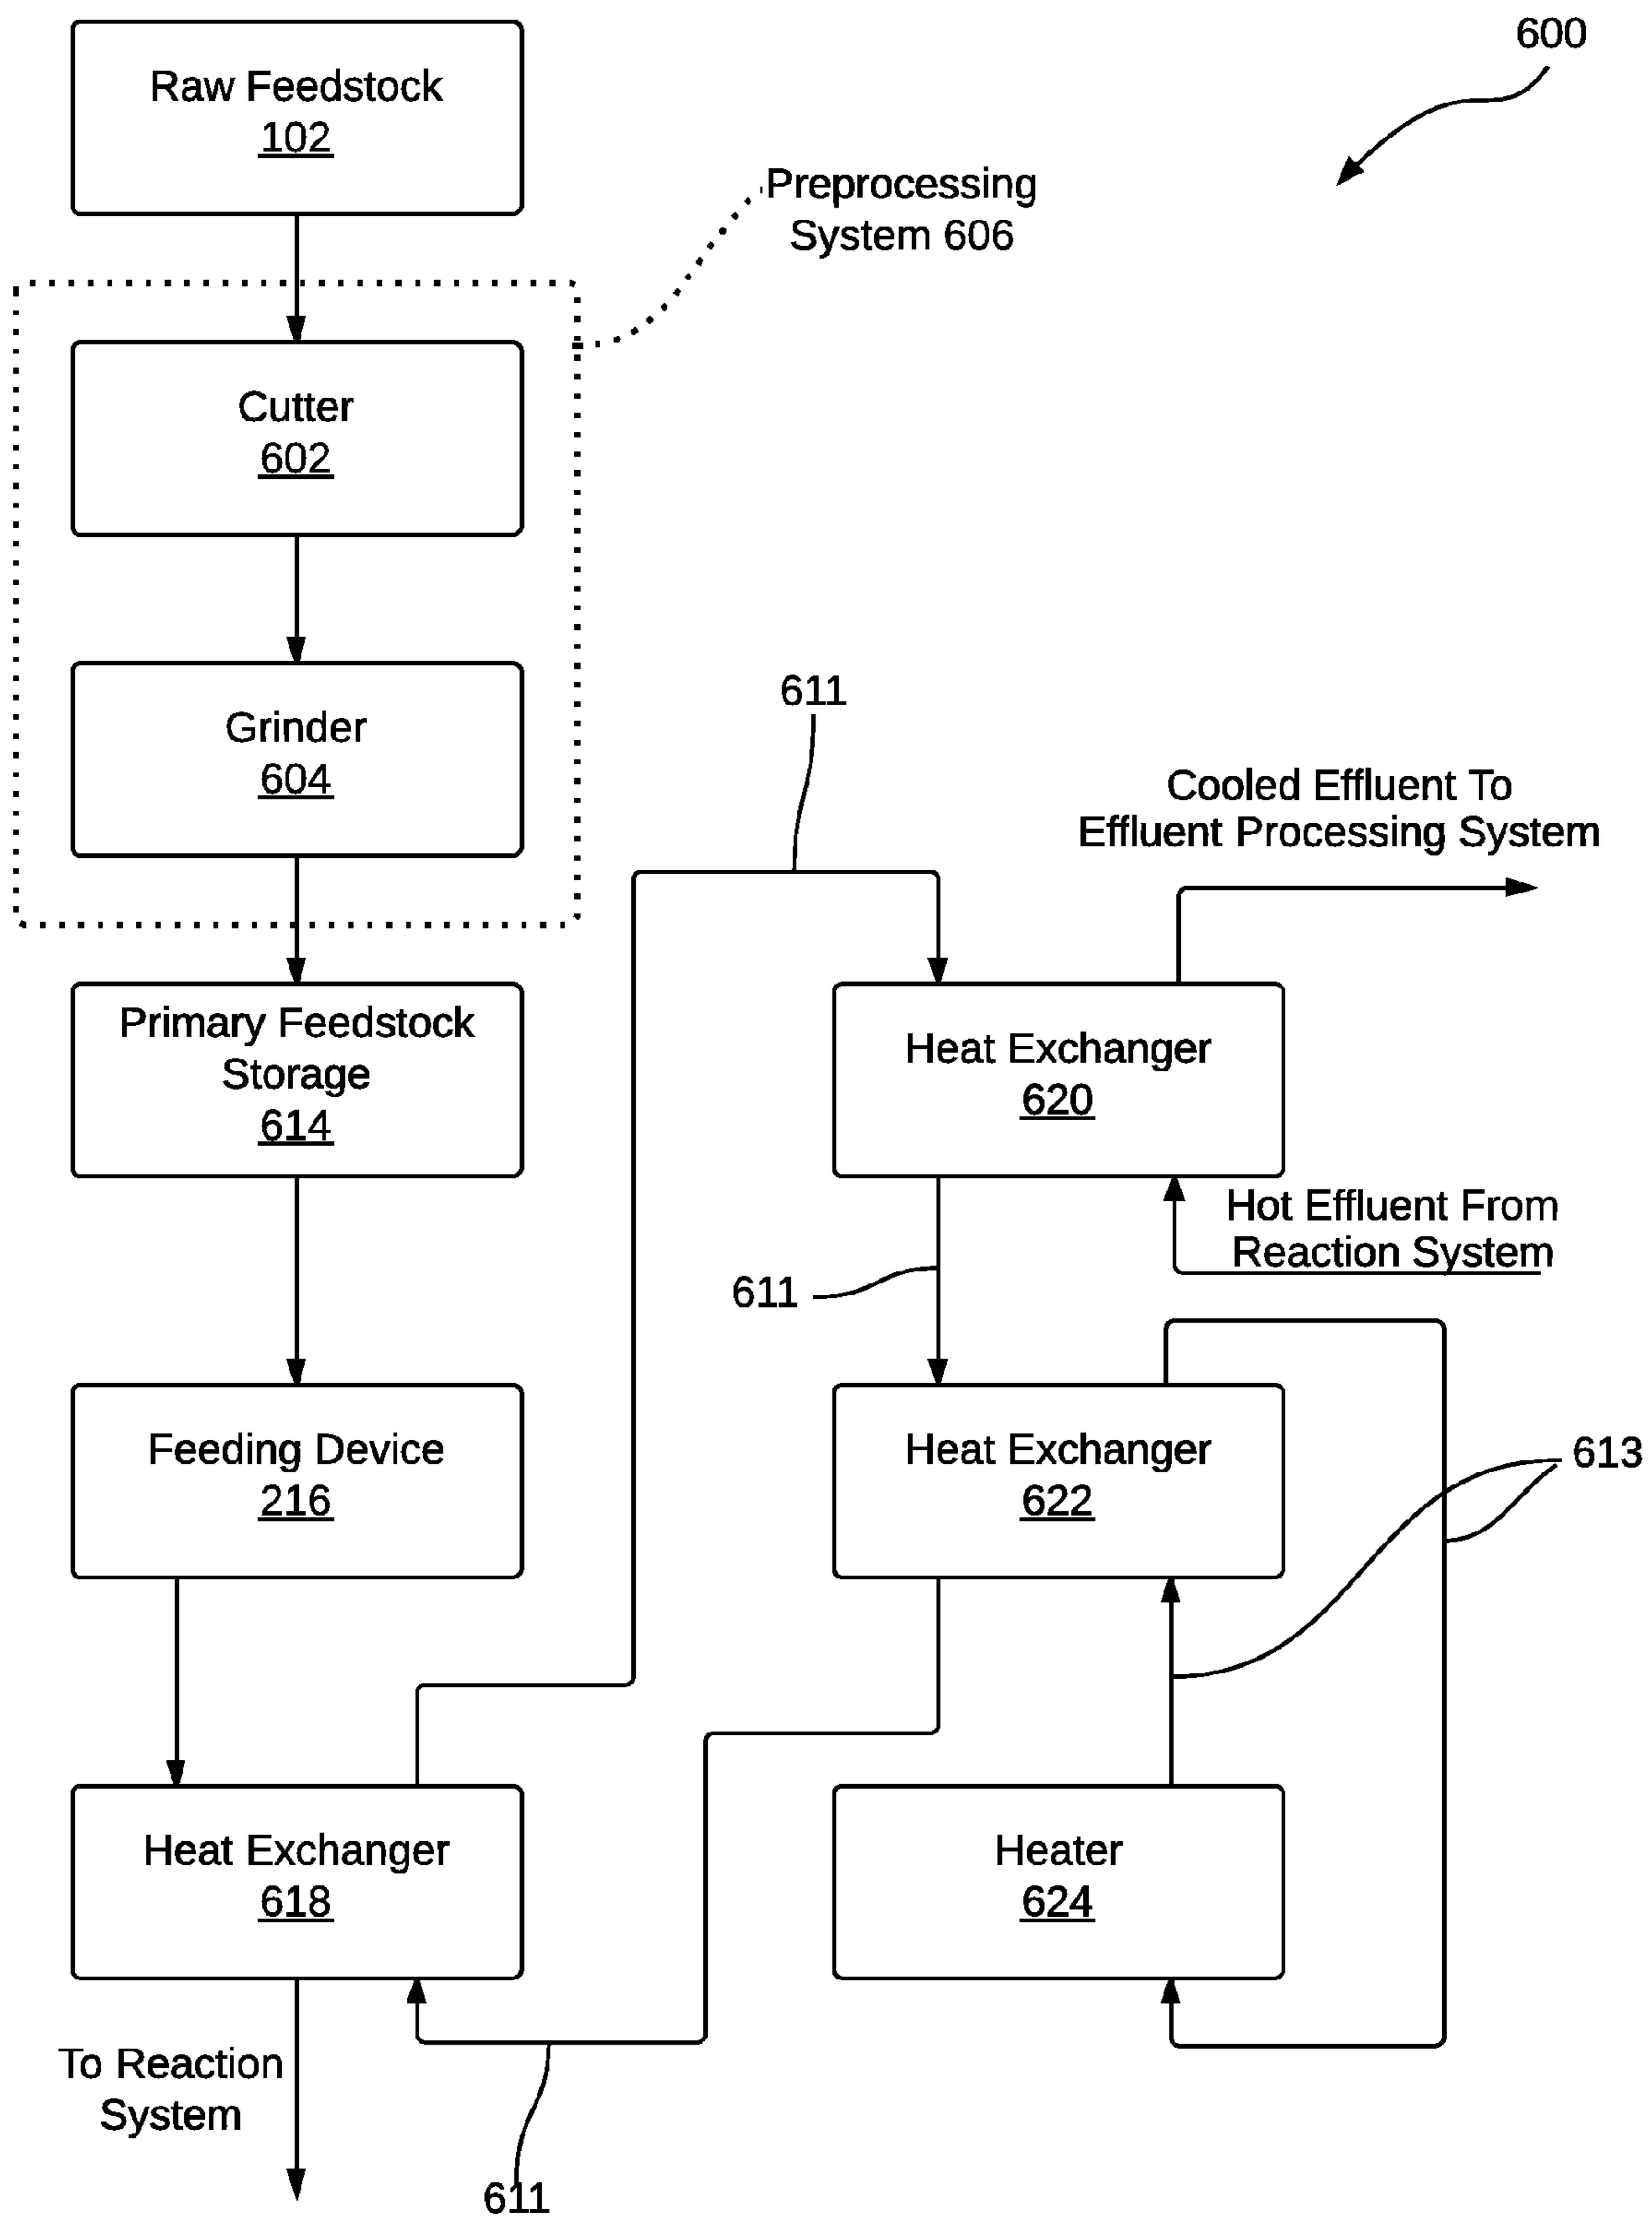 600
Raw Feedstock
102
Preprocessing
System 606
Cutter
602
Grinder
604
611
Cooled Effluent To
Effluent Processing System
Primary Feedstock
Storage
614
Heat Exchanger
620
Hot Effluent From
Reaction System
611
Feeding Device
216
Heat Exchanger
622
613
Heat Exchanger
618
Heater
624
To Reaction
System
611